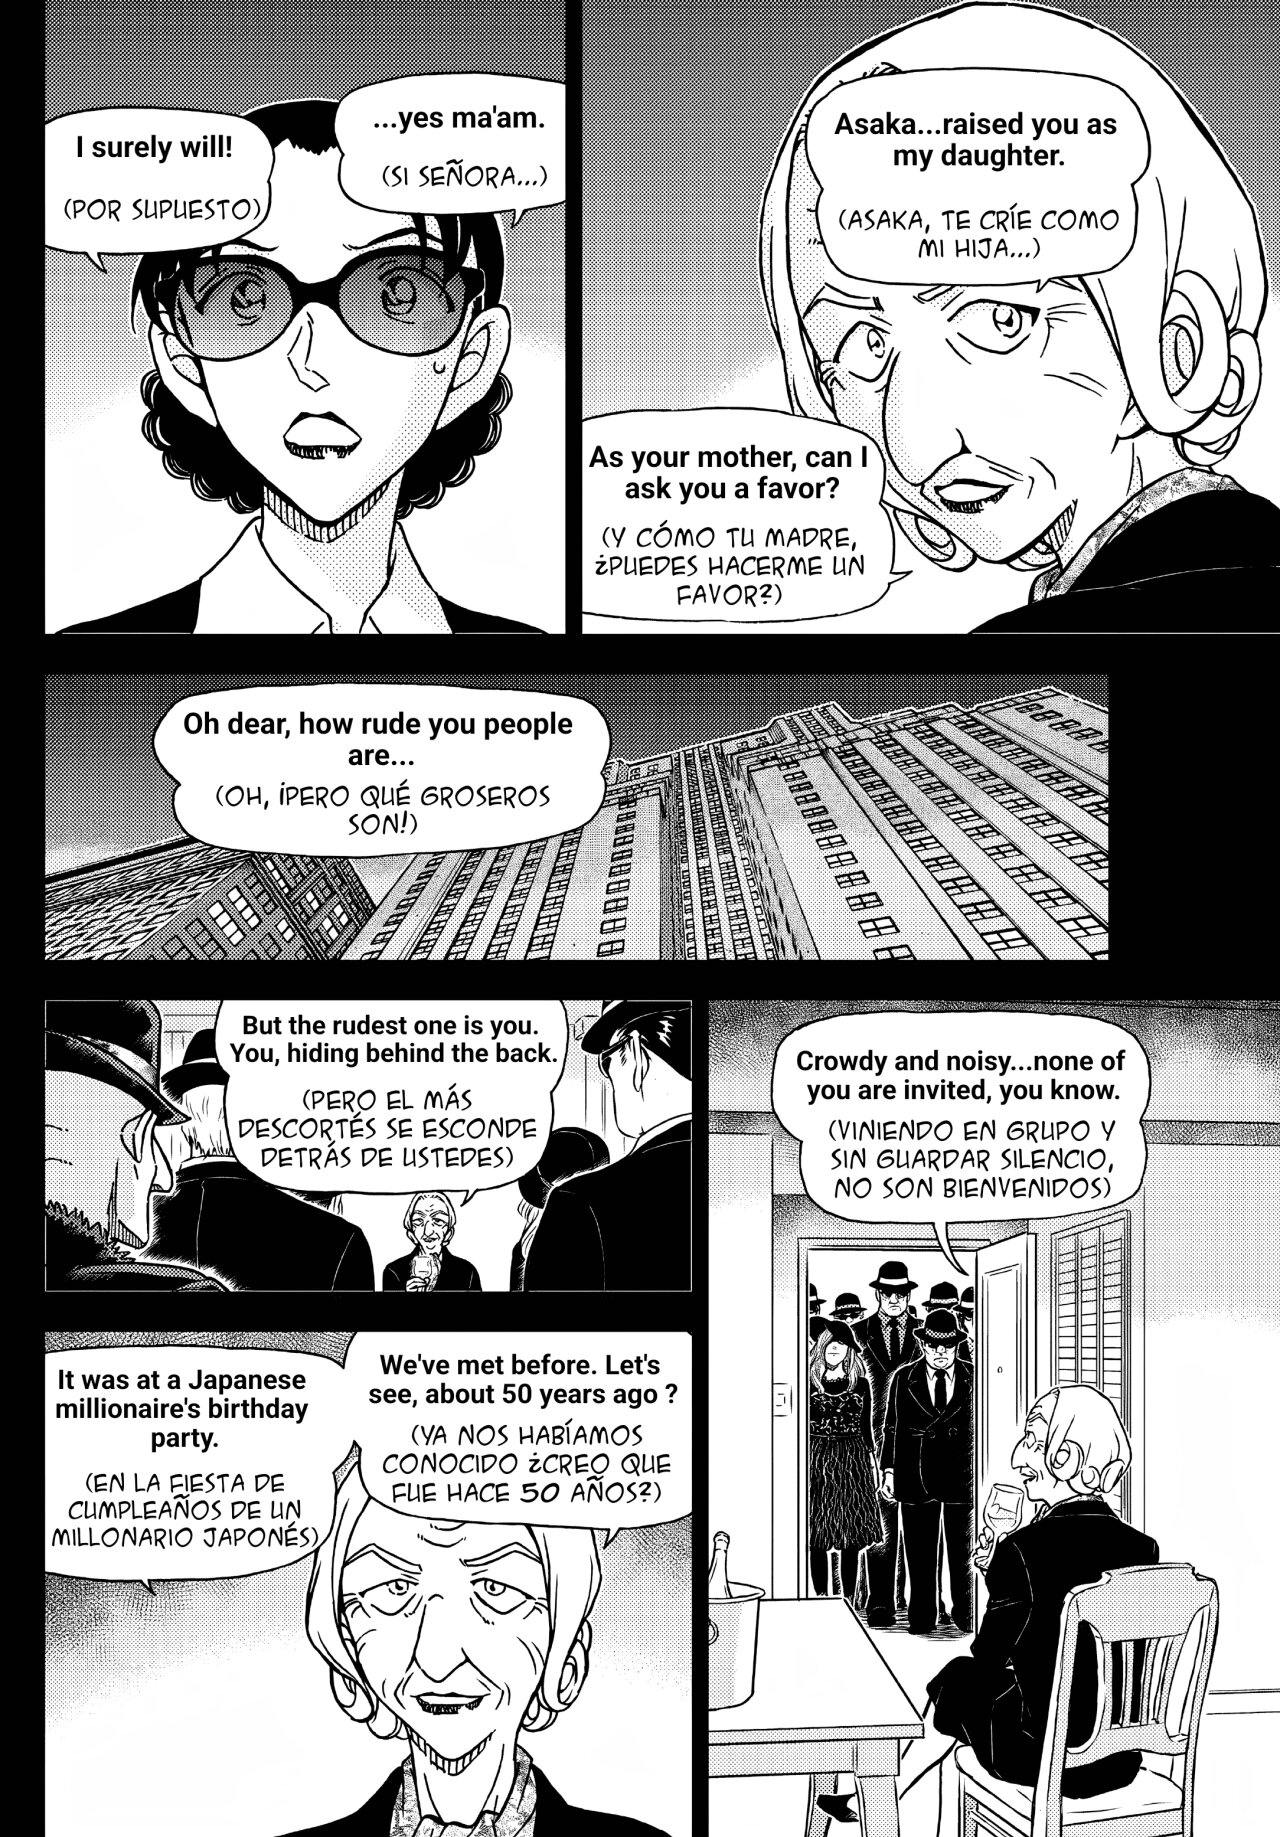 Asaka...raised you as
my daughter.
(ASAKA, TE CRÍE COMO
MI HIJA...)
As your mother, can I
ask you a favor?
(Y CÓMO TU MADRE,
¿PUEDES HACERME UN
FAVOR?)
...yes ma'am.
(SI SEÑORA...)
I surely will!
(POR SUPUESTO)
Oh dear, how rude you people
are...
(OH, ¡PERO QUÉ GROSEROS
SON!)
Crowdy and noisy...none of
you are invited, you know.
(VINIENDO EN GRUPO Y
SIN GUARDAR SILENCIO,
NO SON BIENVENIDOS)
But the rudest one is you.
You, hiding behind the back.
(PERO EL MÁS
DESCORTÉS SE ESCONDE
DETRÁS DE USTEDES)
We've met before. Let's
see, about 50 years ago ?
(YA NOS HABÍAMOS
CONOCIDO ¿CREO QUE
FUE HACE 50 AÑOS?)
It was at a Japanese
millionaire's birthday
party.
(EN LA FIESTA DE
CUMPLEAÑOS DE UN
MILLONARIO JAPONÉS)